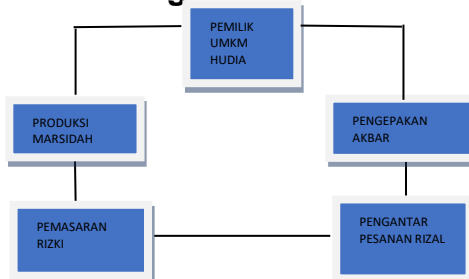 PEMILIK
UMKM
HUDIA
PRODUKSI
MARSIDAH
PENGEPAKAN
AKBAR
PEMASARAN
RIZKI
PENGANTAR
PESANAN RIZAL